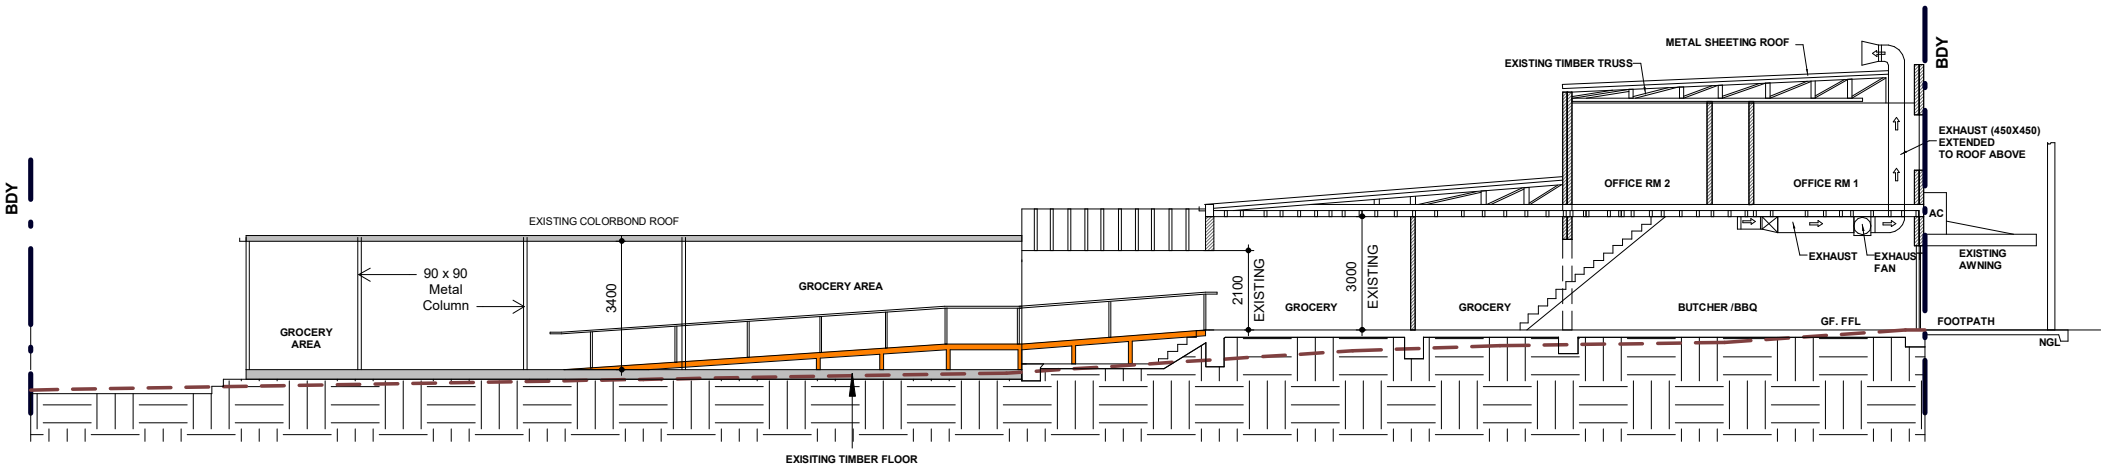 METAL SHEETING ROOF
BDY
EXISTING TIMBER TRUSS
EXHAUST (450X450)
EXTENDED
TO ROOF ABOVE
BDY
OFFICE RM 2
OFFICE RM 1
EXISTING COLORBOND ROOF
AC
90 x 90
Metal
Column
3400
GROCERY AREA
2100
EXISTING
3000
EXISTING
EXHAUST
EXHAUST
FAN
EXISTING
AWNING
GROCERY
AREA
GROCERY
GROCERY
BUTCHER /BBQ
GF. FFL
FOOTPATH
NGL
EXISITING TIMBER FLOOR